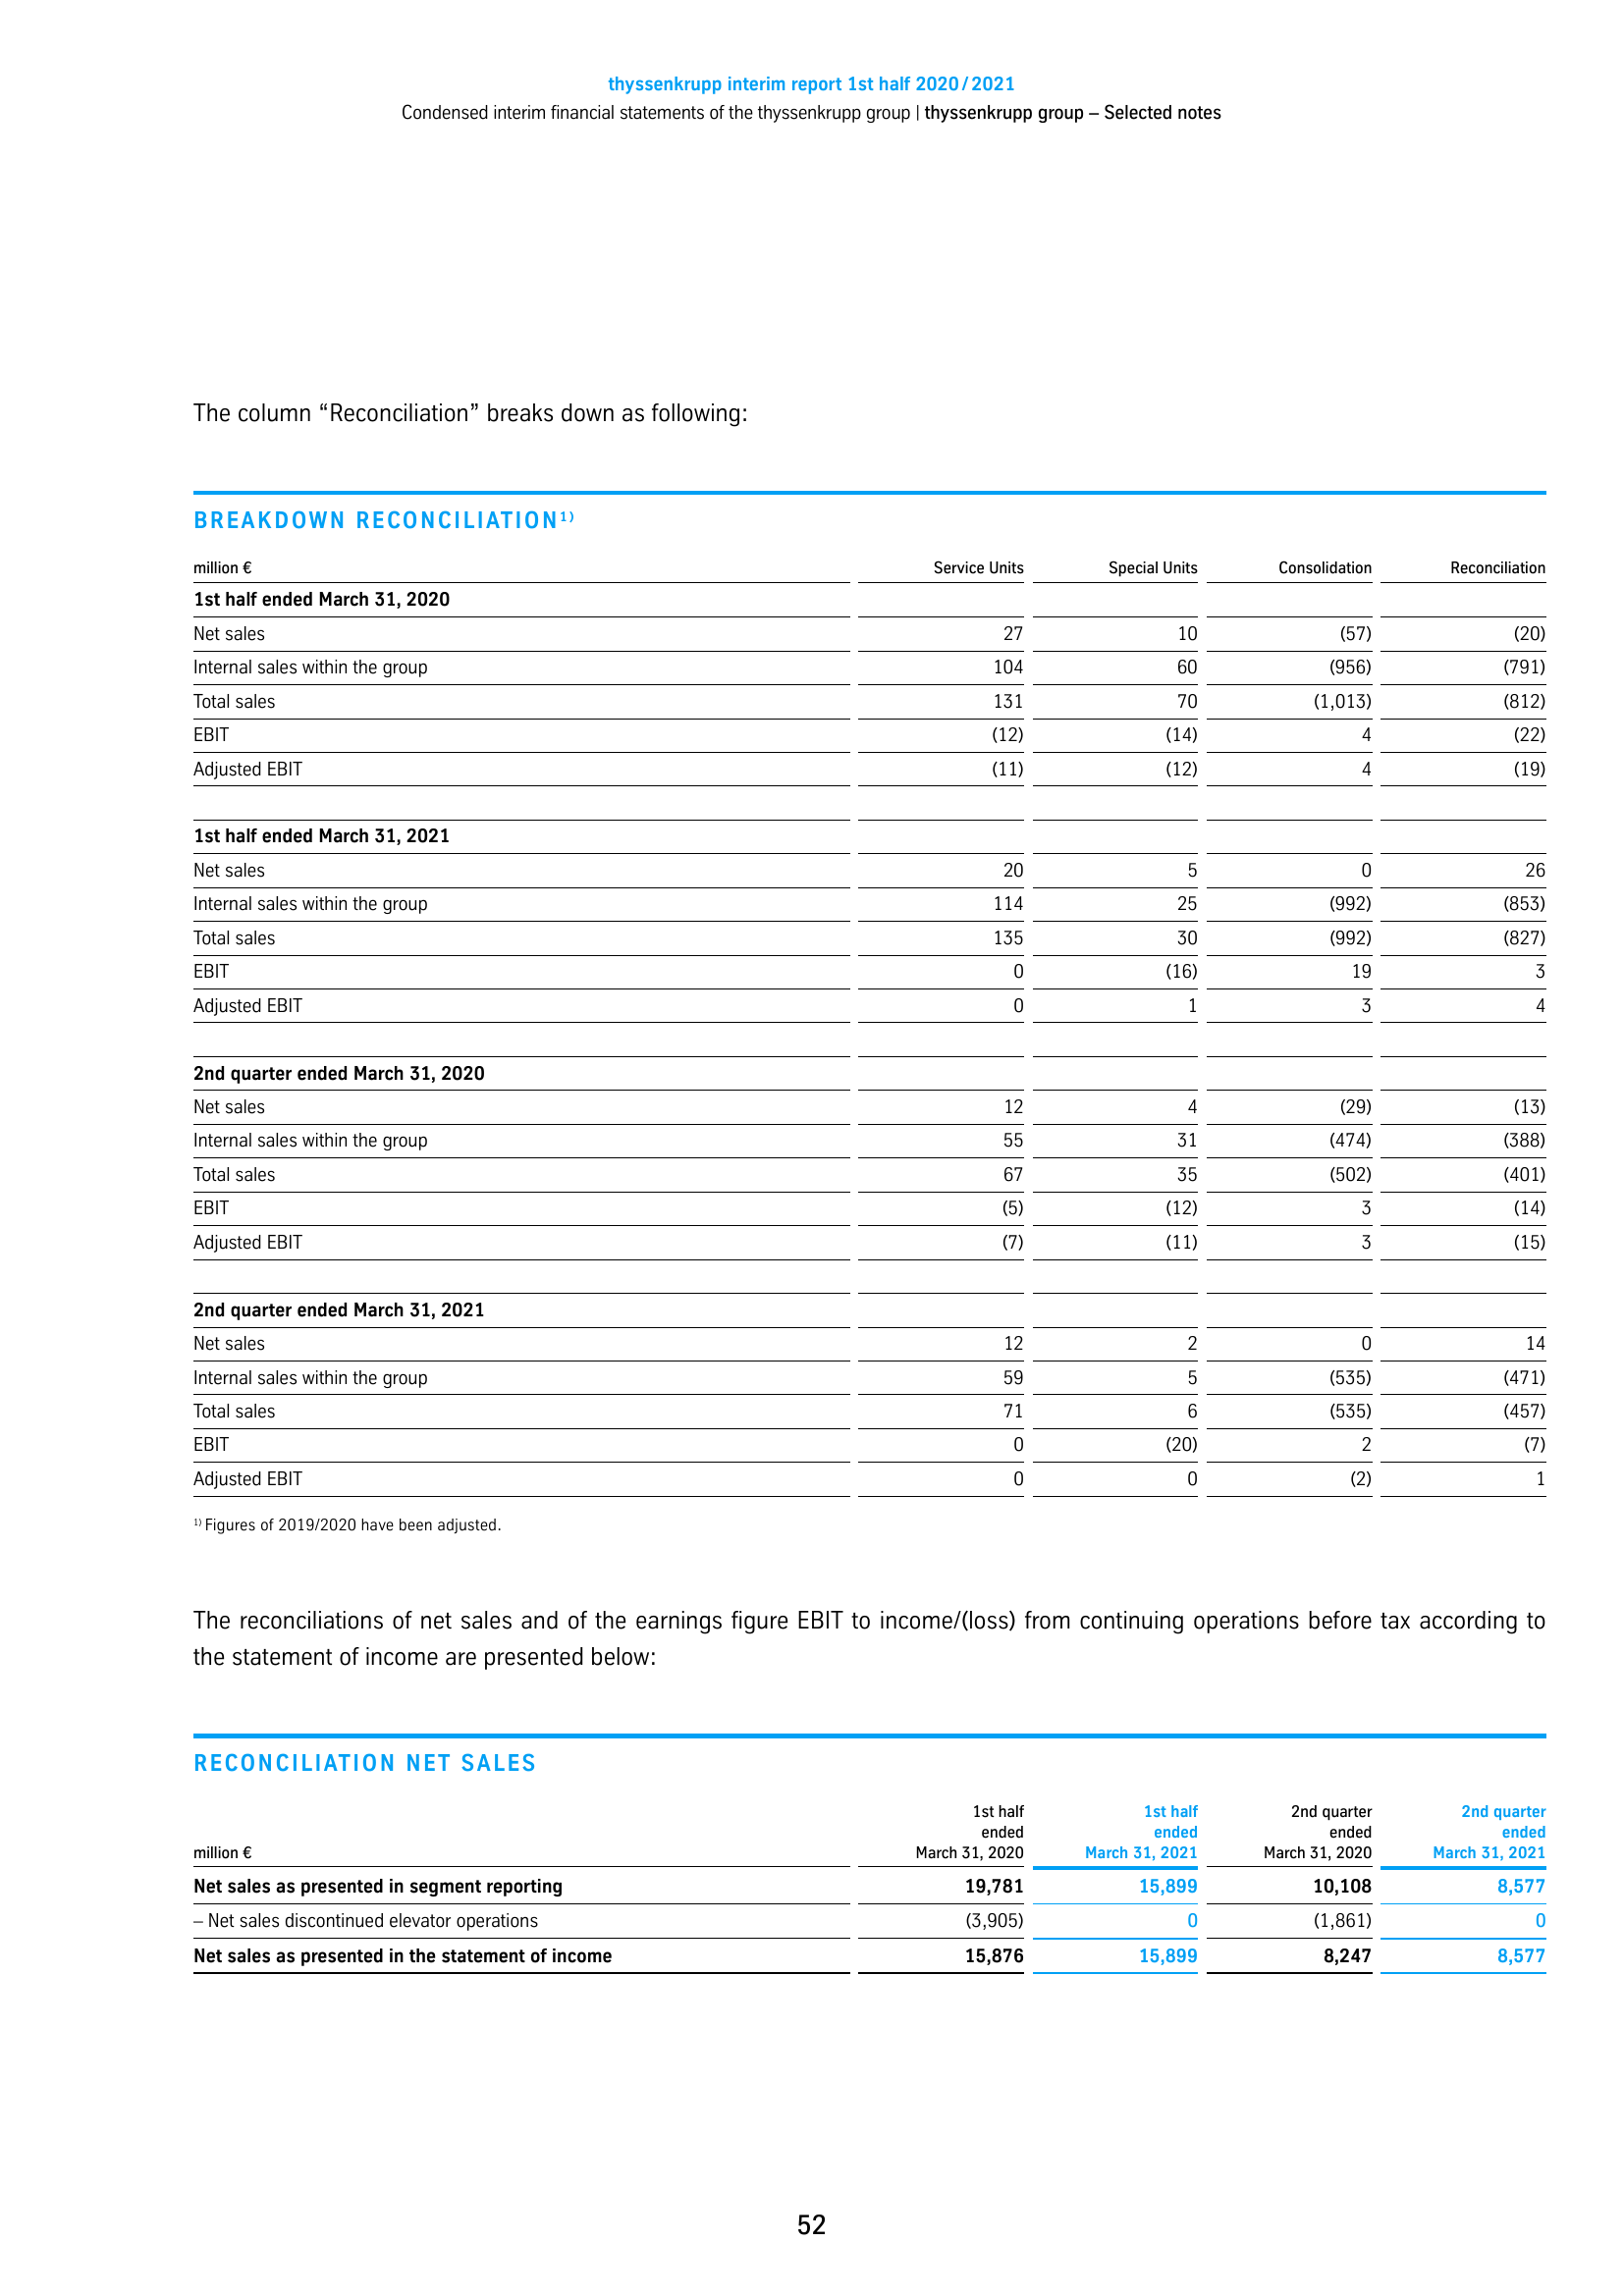 thyssenkrupp interim report 1st half 2020 / 2021
Condensed interim financial statements of the thyssenkrupp group | thyssenkrupp group – Selected notes
The column “Reconciliation” breaks down as following:
BREAKDOWN RECONCILIATION¹⁾
million € Service Units Special Units Consolidation Reconciliation
1st half ended March 31, 2020
Net sales 27 10 (57) (20)
Internal sales within the group 104 60 (956) (791)
Total sales 131 70 (1,013) (812)
EBIT (12) (14) 4 (22)
Adjusted EBIT (11) (12) 4 (19)
1st half ended March 31, 2021
Net sales 20 5 0 26
Internal sales within the group 114 25 (992) (853)
Total sales 135 30 (992) (827)
EBIT 0 (16) 19 3
Adjusted EBIT 0 1 3 4
2nd quarter ended March 31, 2020
Net sales 12 4 (29) (13)
Internal sales within the group 55 31 (474) (388)
Total sales 67 35 (502) (401)
EBIT (5) (12) 3 (14)
Adjusted EBIT (7) (11) 3 (15)
2nd quarter ended March 31, 2021
Net sales 12 2 0 14
Internal sales within the group 59 5 (535) (471)
Total sales 71 6 (535) (457)
EBIT 0 (20) 2 (7)
Adjusted EBIT 0 0 (2) 1
¹⁾ Figures of 2019/2020 have been adjusted.
The reconciliations of net sales and of the earnings figure EBIT to income/(loss) from continuing operations before tax according to
the statement of income are presented below:
RECONCILIATION NET SALES
1st half 1st half 2nd quarter 2nd quarter
ended ended ended ended
million € March 31, 2020 March 31, 2021 March 31, 2020 March 31, 2021
Net sales as presented in segment reporting 19,781 15,899 10,108 8,577
– Net sales discontinued elevator operations (3,905) 0 (1,861) 0
Net sales as presented in the statement of income 15,876 15,899 8,247 8,577
52